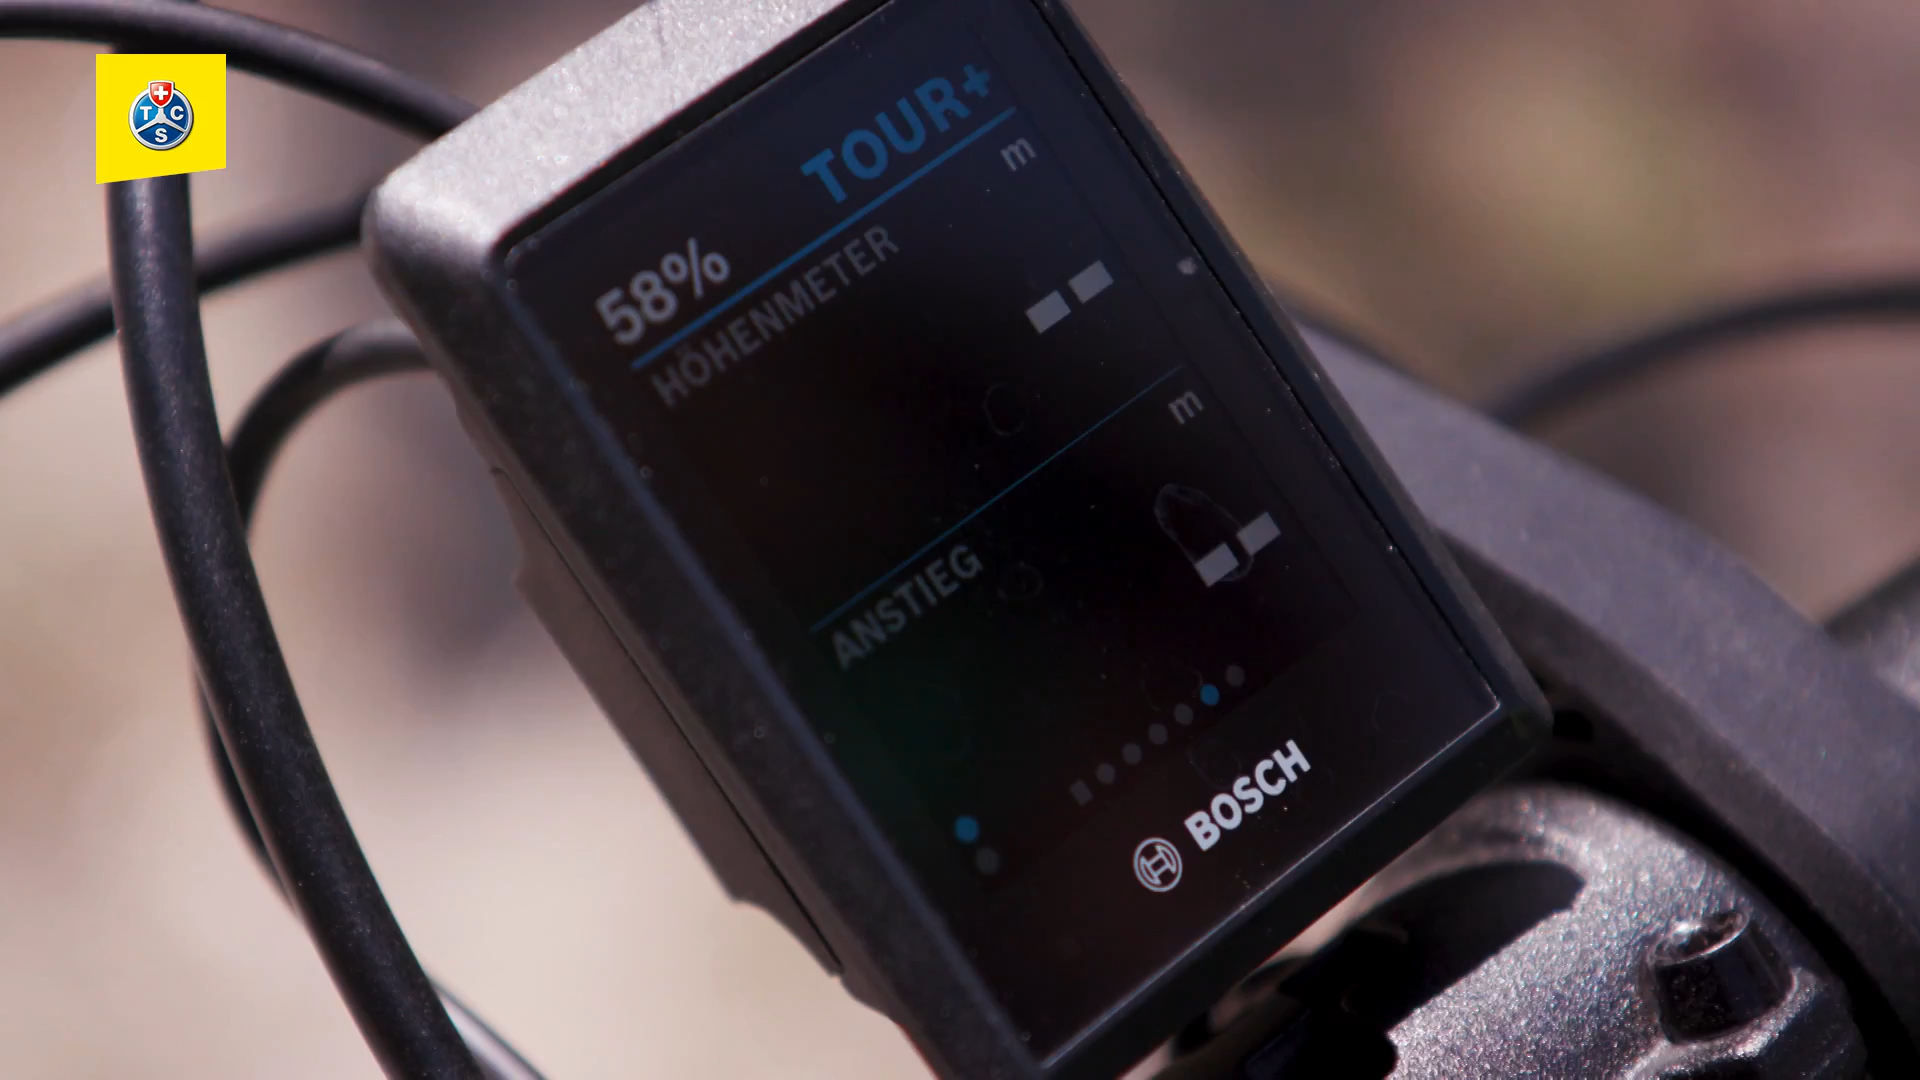 TCS
58% TOUR+
HÖHENMETER m
-- 
ANSTIEG m
--
BOSCH